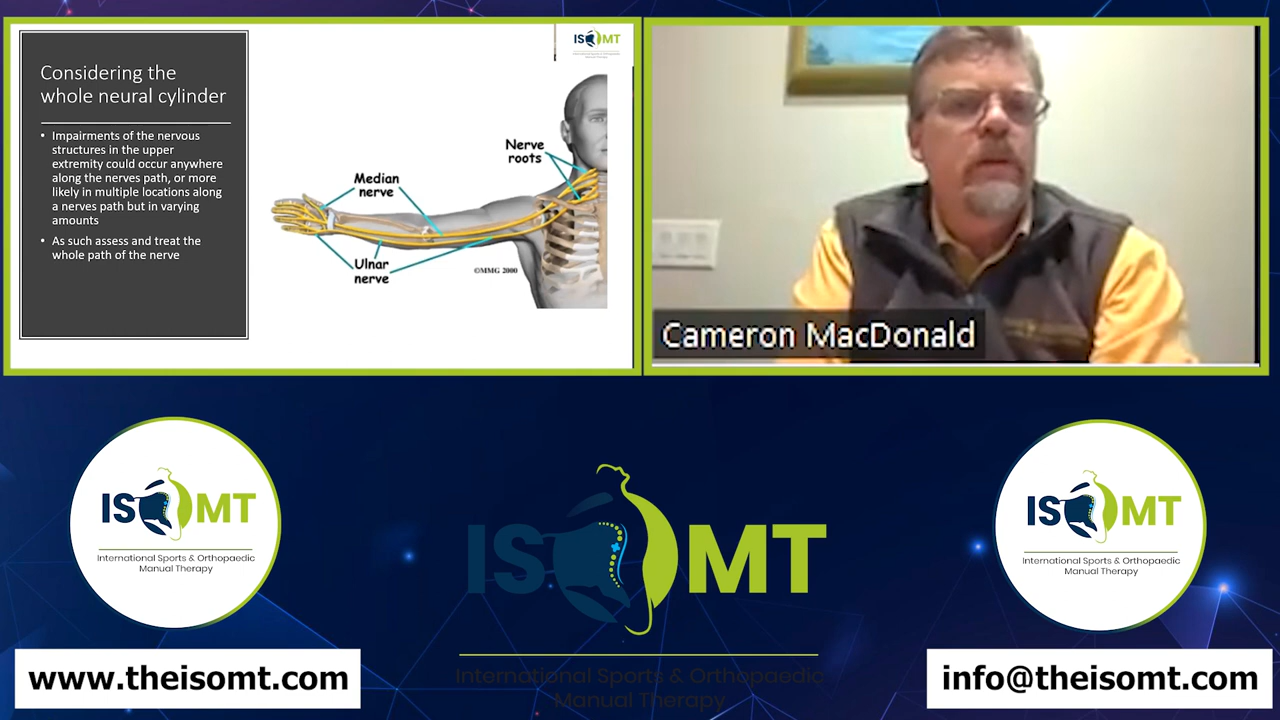 Considering the
whole neural cylinder
• Impairments of the nervous
structures in the upper
extremity could occur anywhere
along the nerves path, or more
likely in multiple locations along
a nerves path but in varying
amounts
• As such assess and treat the
whole path of the nerve
ISOMT
International Sports & Orthopaedic
Manual Therapy
Nerve
roots
Median
nerve
Ulnar
nerve
©MMG 2000
Cameron MacDonald
ISOMT
International Sports & Orthopaedic
Manual Therapy
ISOMT
International Sports & Orthopaedic
Manual Therapy
ISOMT
International Sports & Orthopaedic
Manual Therapy
www.theisomt.com
info@theisomt.com